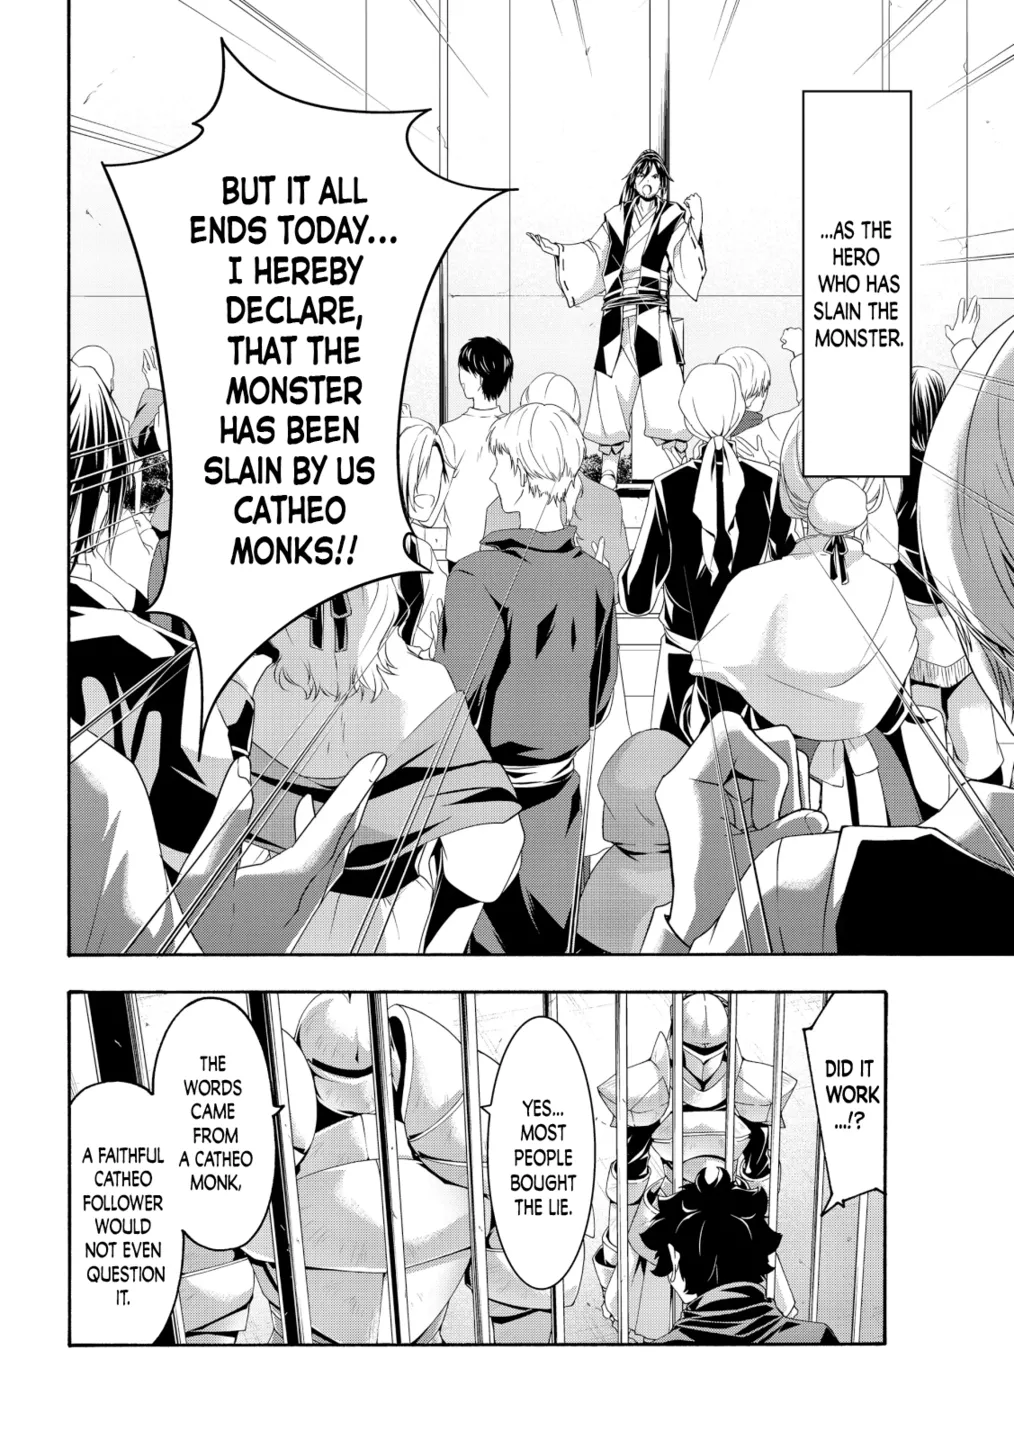 ...AS THE
HERO
WHO HAS
SLAIN THE
MONSTER.
BUT IT ALL
ENDS TODAY...
I HEREBY
DECLARE,
THAT THE
MONSTER
HAS BEEN
SLAIN BY US
CATHEO
MONKS!!
DID IT
WORK
...!?
YES...
MOST
PEOPLE
BOUGHT
THE LIE.
THE
WORDS
CAME
FROM
A CATHEO
MONK,
A FAITHFUL
CATHEO
FOLLOWER
WOULD
NOT EVEN
QUESTION
IT.